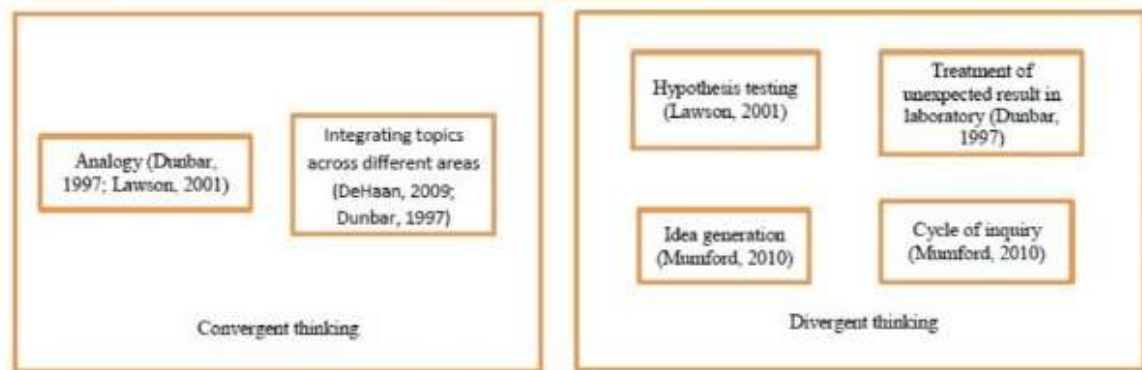 Analogy (Dunbar,
1997; Lawson, 2001)
Integrating topics
across different areas
(DeHaan, 2009;
Dunbar, 1997)
Convergent thinking
Hypothesis testing
(Lawson, 2001)
Treatment of
unexpected result in
laboratory (Dunbar,
1997)
Idea generation
(Mumford, 2010)
Cycle of inquiry
(Mumford, 2010)
Divergent thinking